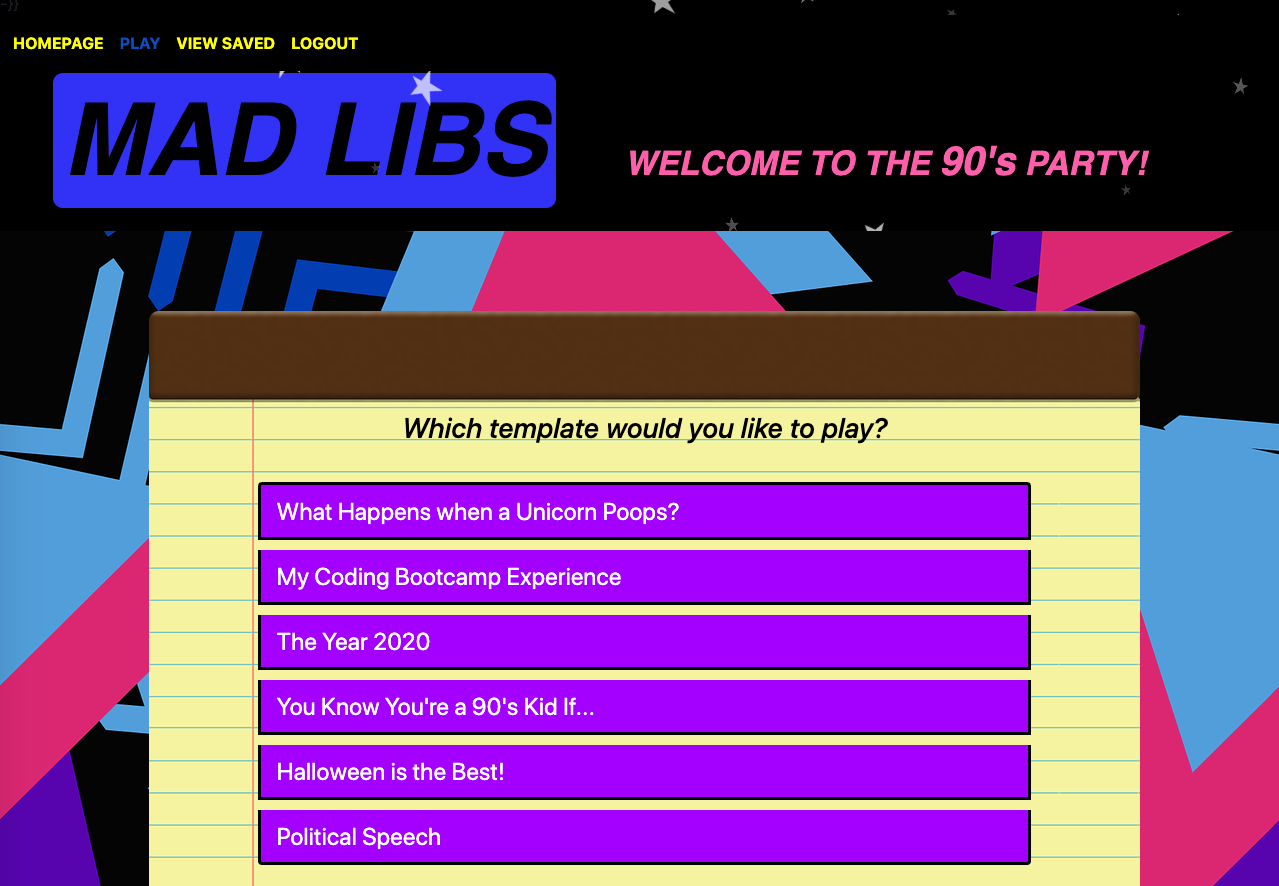 -}}
HOMEPAGE PLAY VIEW SAVED LOGOUT
MAD LIBS
WELCOME TO THE 90's PARTY!
Which template would you like to play?
What Happens when a Unicorn Poops?
My Coding Bootcamp Experience
The Year 2020
You Know You're a 90's Kid If...
Halloween is the Best!
Political Speech